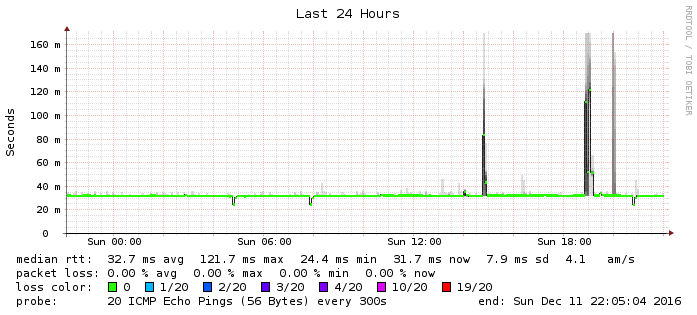 Last 24 Hours
RRDTOOL / TOBI OETIKER
Seconds
160 m
140 m
120 m
100 m
80 m
60 m
40 m
20 m
0
Sun 00:00 Sun 06:00 Sun 12:00 Sun 18:00
median rtt: 32.7 ms avg 121.7 ms max 24.4 ms min 31.7 ms now 7.9 ms sd 4.1 am/s
packet loss: 0.00 % avg 0.00 % max 0.00 % min 0.00 % now
loss color: 0 1/20 2/20 3/20 4/20 10/20 19/20
probe: 20 ICMP Echo Pings (56 Bytes) every 300s end: Sun Dec 11 22:05:04 2016